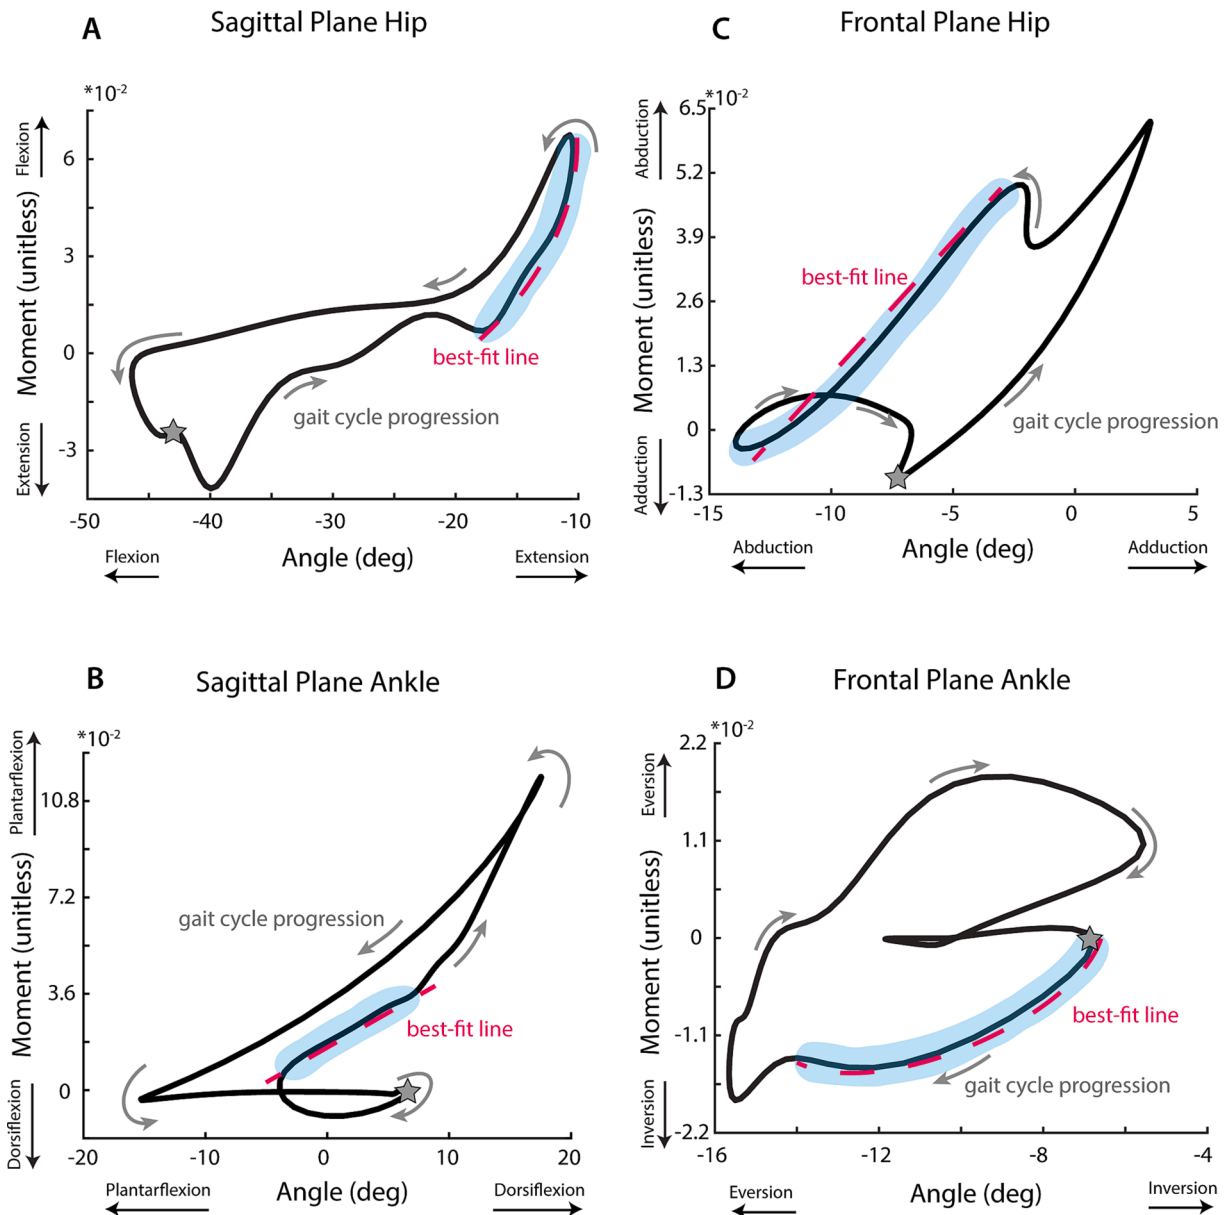 A
Sagittal Plane Hip
*10-2
Flexion
Moment (unitless)
Extension
6
3
0
-3
best-fit line
gait cycle progression
-50
-40
-30
-20
-10
Flexion
Angle (deg)
Extension
C
Frontal Plane Hip
*10-2
Abduction
Moment (unitless)
Adduction
6.5
5.2
3.9
2.6
1.3
0
-1.3
best-fit line
gait cycle progression
-15
-10
-5
0
5
Abduction
Angle (deg)
Adduction
B
Sagittal Plane Ankle
*10-2
Plantarflexion
Moment (unitless)
Dorsiflexion
10.8
7.2
3.6
0
gait cycle progression
best-fit line
-20
-10
0
10
20
Plantarflexion
Angle (deg)
Dorsiflexion
D
Frontal Plane Ankle
*10-2
Eversion
Moment (unitless)
Inversion
2.2
1.1
0
-1.1
-2.2
best-fit line
gait cycle progression
-16
-12
-8
-4
Eversion
Angle (deg)
Inversion